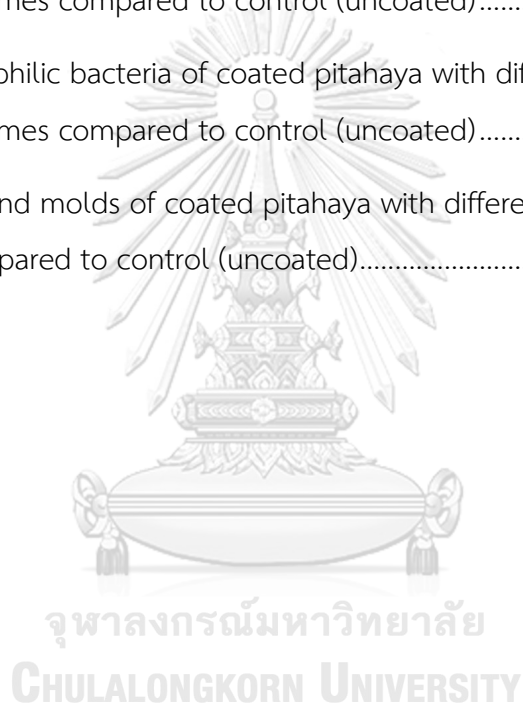 mes compared to control (uncoated)......
philic bacteria of coated pitahaya with dif
mes compared to control (uncoated)......
nd molds of coated pitahaya with differe
pared to control (uncoated).......................
จุฬาลงกรณ์มหาวิทยาลัย
CHULALONGKORN UNIVERSITY